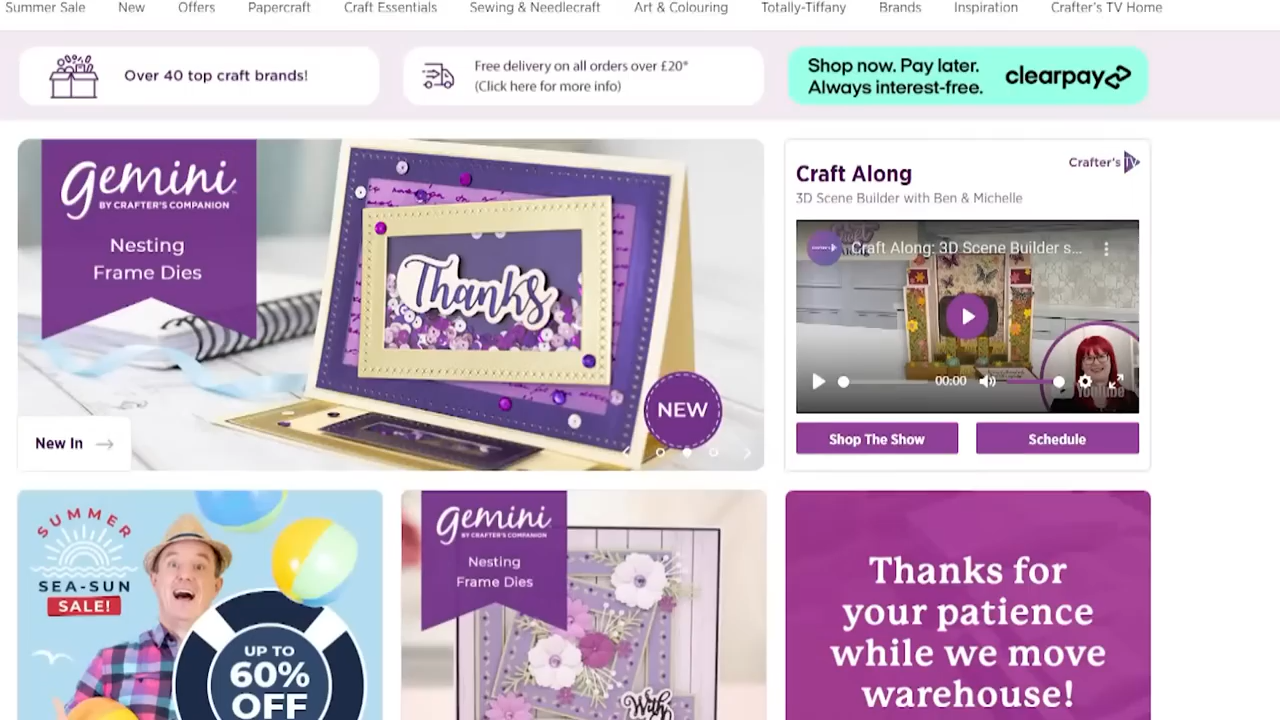 Summer Sale New Offers Papercraft Craft Essentials Sewing & Needlecraft Art & Colouring Totally-Tiffany Brands Inspiration Crafter's TV Home
Over 40 top craft brands!
Free delivery on all orders over £20*
(Click here for more info)
Shop now. Pay later.
Always interest-free.
clearpay
gemini
BY CRAFTER'S COMPANION
Nesting
Frame Dies
Thanks
NEW
New In
Crafter's TV
Craft Along
3D Scene Builder with Ben & Michelle
Craft Along: 3D Scene Builder s...
00:00
YouTube
Shop The Show
Schedule
SUMMER
SEA-SUN
SALE!
UP TO
60%
OFF
gemini
BY CRAFTER'S COMPANION
Nesting
Frame Dies
With
Thanks for
your patience
while we move
warehouse!